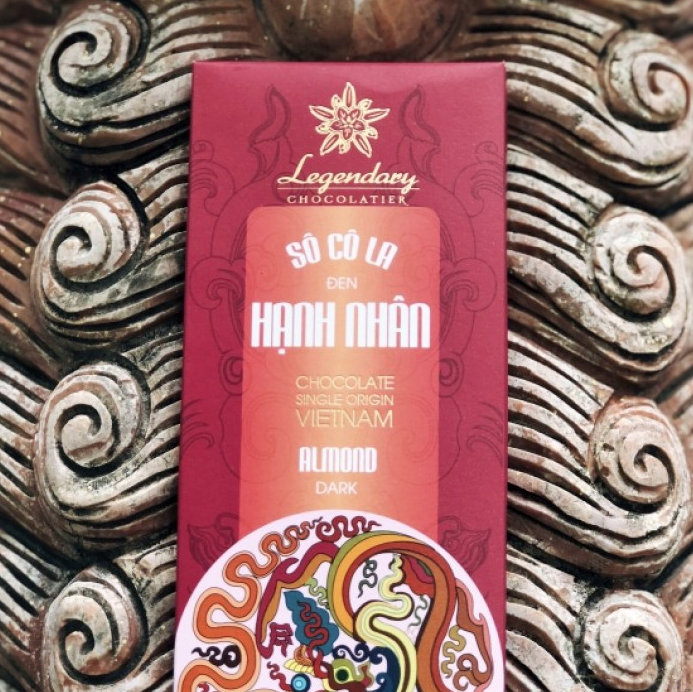 Legendary
CHOCOLATIER
SÔ CÔ LA
ĐEN
HẠNH NHÂN
CHOCOLATE
SINGLE ORIGIN
VIETNAM
ALMOND
DARK